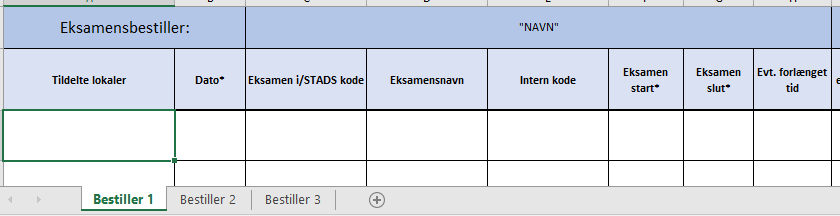 Eksamensbestiller:
"NAVN"
Tildelte lokaler
Dato*
Eksamen i/STADS kode
Eksamensnavn
Intern kode
Eksamen
start*
Eksamen
slut*
Evt. forlænget
tid
Bestiller 1
Bestiller 2
Bestiller 3